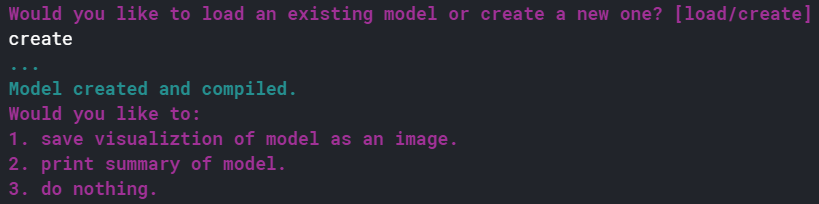 Would you like to load an existing model or create a new one? [load/create]
create
...
Model created and compiled.
Would you like to:
1. save visualiztion of model as an image.
2. print summary of model.
3. do nothing.